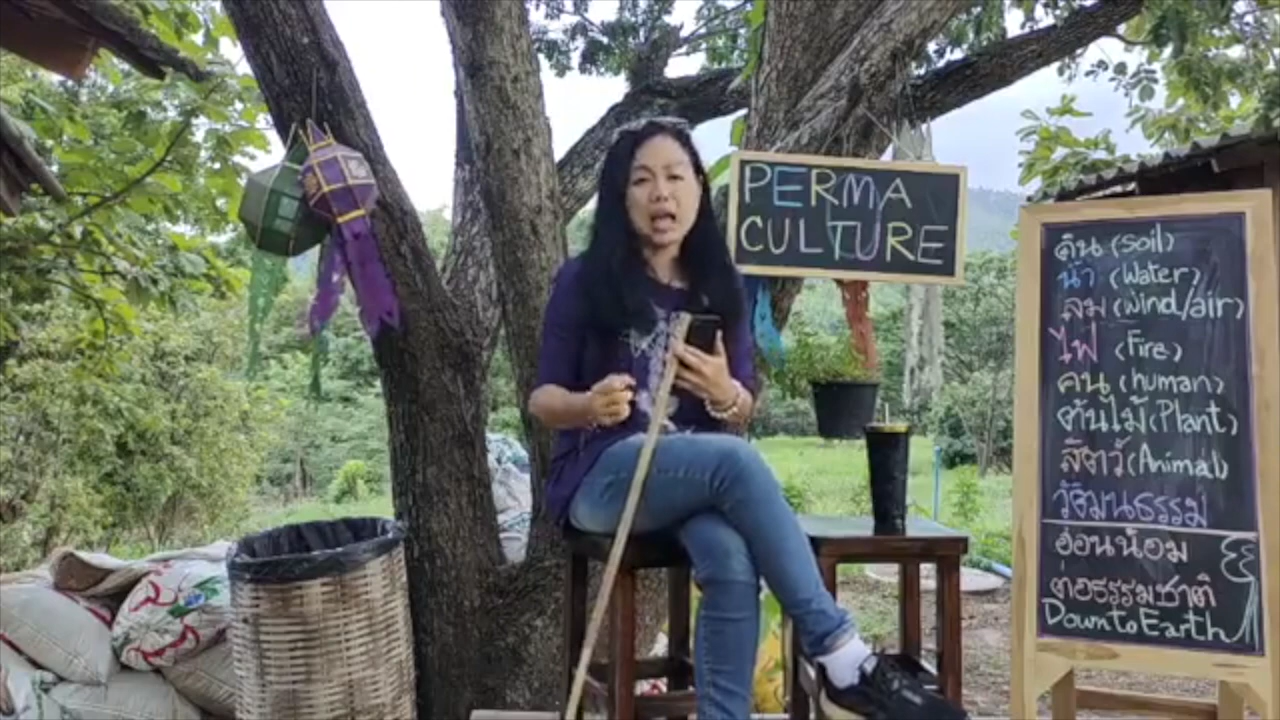 PERMA
CULTURE
ดิน (Soil)
น้ำ (Water)
ลม (wind/air)
ไฟ (Fire)
คน (human)
ต้นไม้ (Plant)
สัตว์ (Animal)
วัฒนธรรม
อ่อนน้อม
ต่อธรรมชาติ
Down to Earth